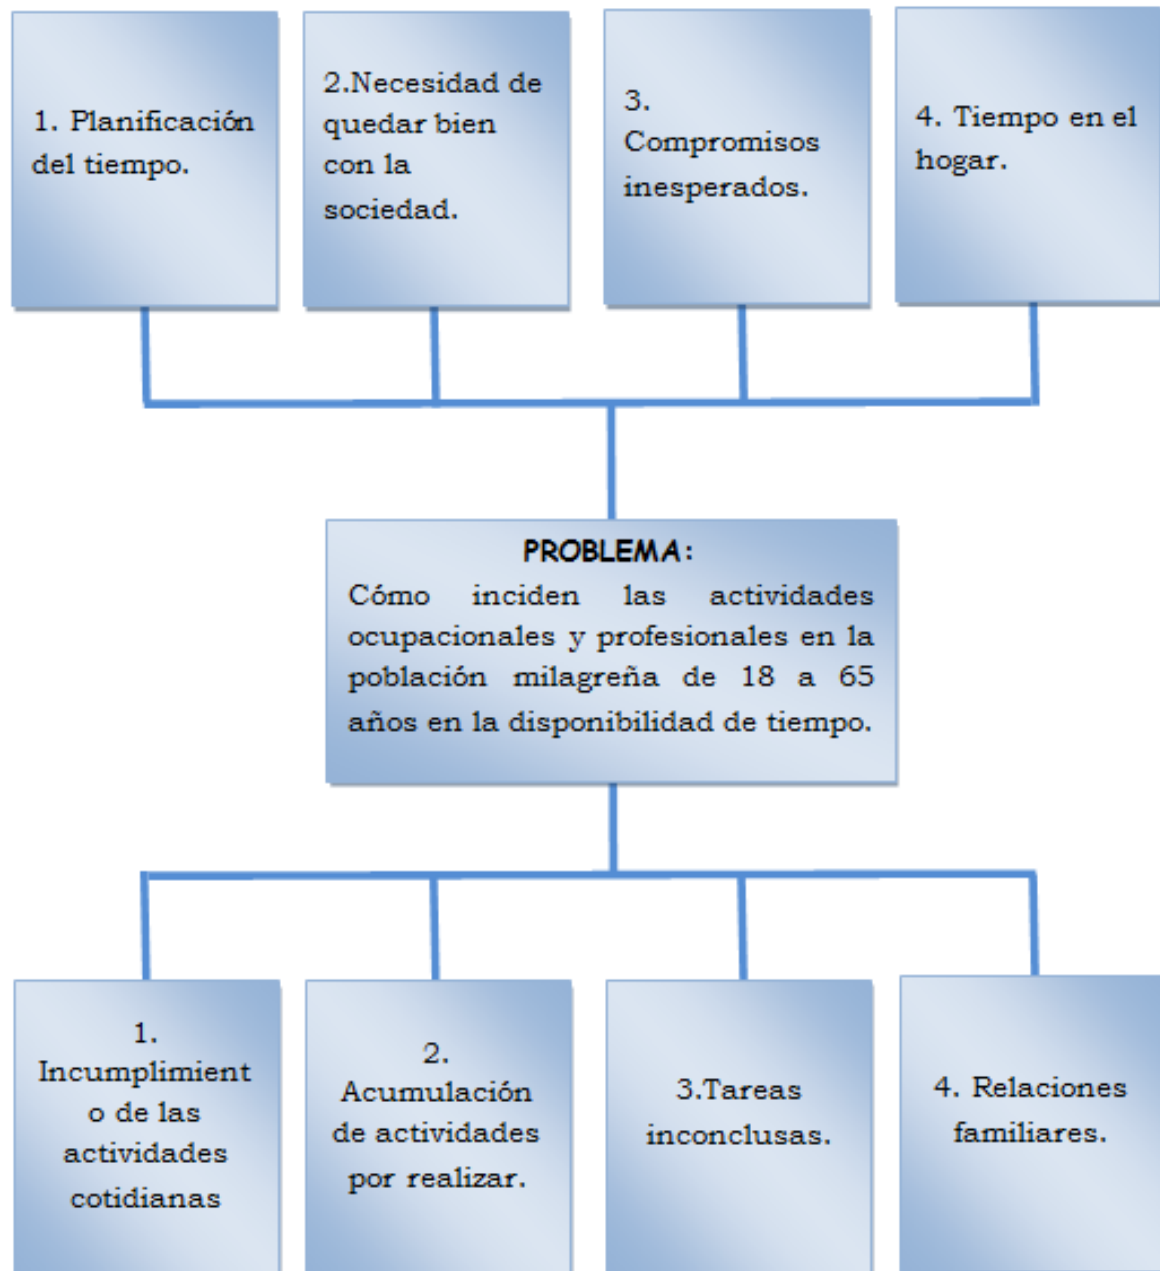 1. Planificación
del tiempo.
2.Necesidad de
quedar bien
con la
sociedad.
3.
Compromisos
inesperados.
4. Tiempo en el
hogar.
PROBLEMA:
Cómo inciden las actividades
ocupacionales y profesionales en la
población milagreña de 18 a 65
años en la disponibilidad de tiempo.
1.
Incumplimient
o de las
actividades
cotidianas
2.
Acumulación
de actividades
por realizar.
3.Tareas
inconclusas.
4. Relaciones
familiares.